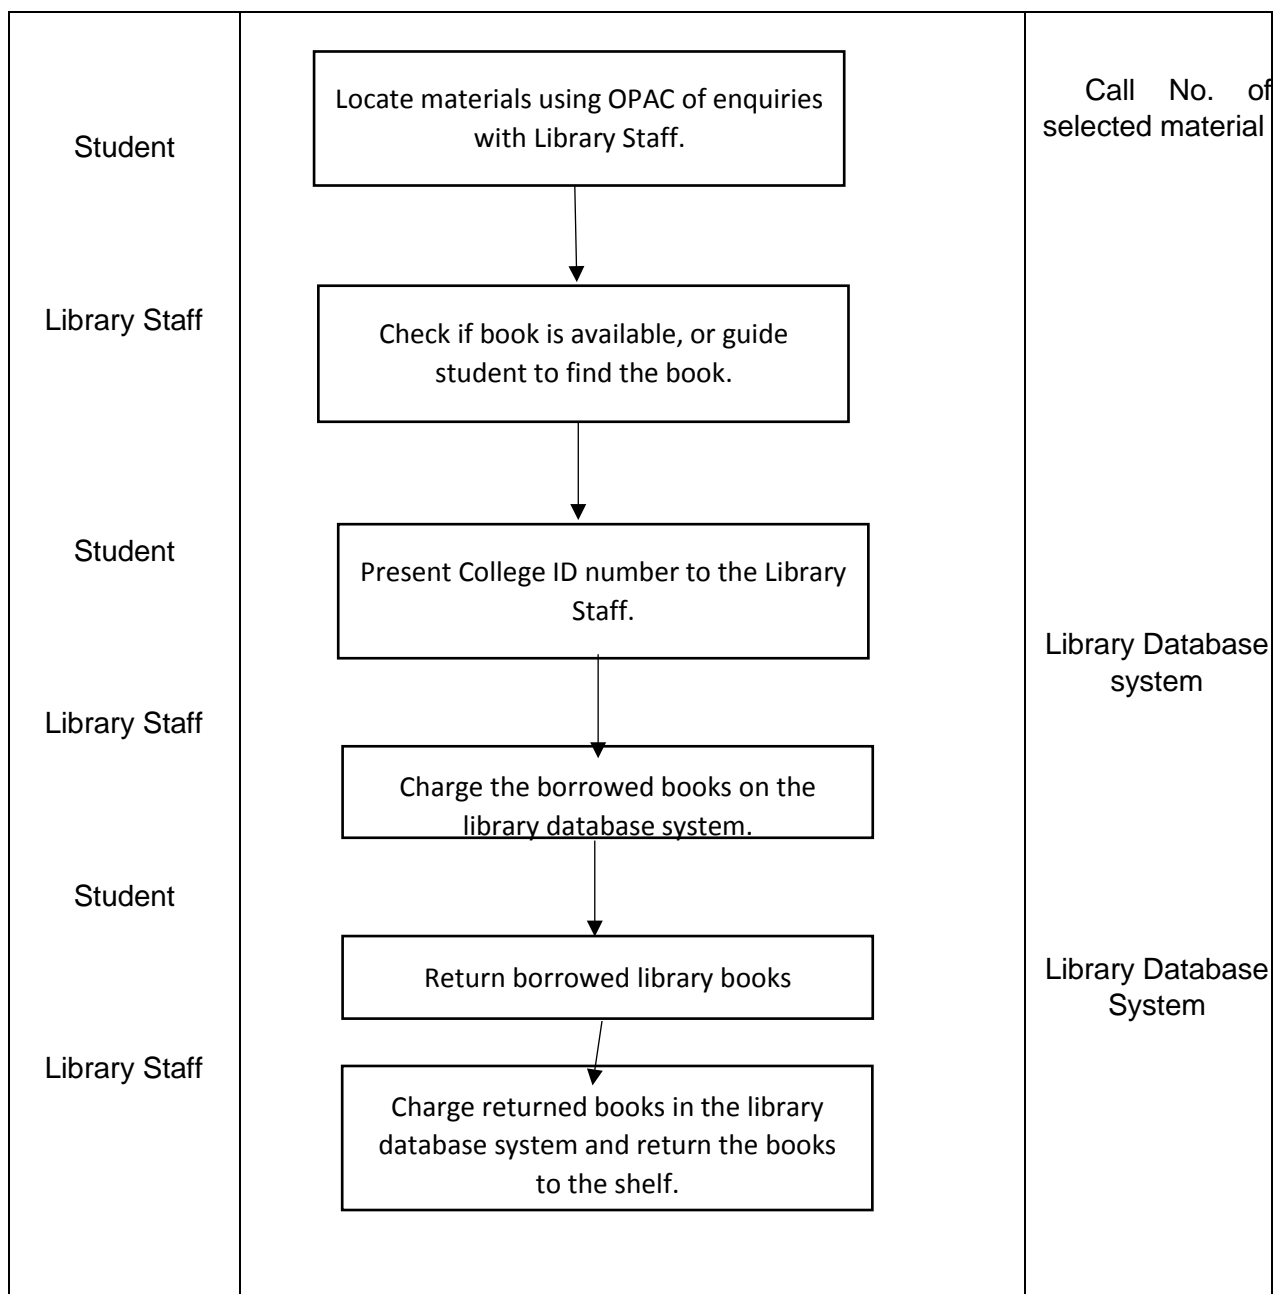 Student
Locate materials using OPAC of enquiries
with Library Staff.
Call No. of
selected material
Library Staff
Check if book is available, or guide
student to find the book.
Student
Present College ID number to the Library
Staff.
Library Database
system
Library Staff
Charge the borrowed books on the
library database system.
Student
Return borrowed library books
Library Database
System
Library Staff
Charge returned books in the library
database system and return the books
to the shelf.